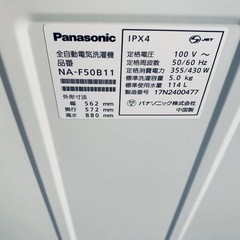 Panasonic
全自動電気洗濯機
品番
NA-F50B11
外形寸法
幅 562 mm
奥行 572 mm
高さ 880 mm
IPX4
JET
定格電圧 100 V ～
定格周波数 50/60 Hz
定格消費電力 355/430 W
標準洗濯容量 5.0 kg
標準使用水量 114 L
製造番号 17N2400477
パナソニック株式会社
中国製